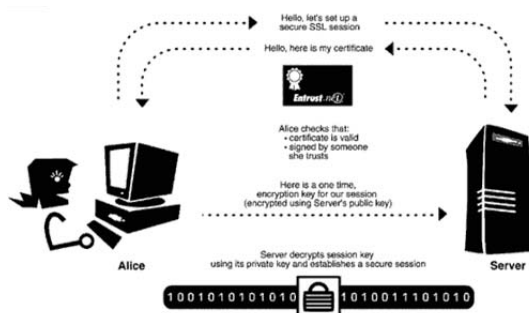 Hello, let's set up a
secure SSL session
Hello, here is my certificate
Entrust.net
Alice checks that:
• certificate is valid
• signed by someone
she trusts
Here is a one time,
encryption key for our session
(encrypted using Server's public key)
Alice
Server
Server decrypts session key
using its private key and establishes a secure session
1001010101010
1010011101010